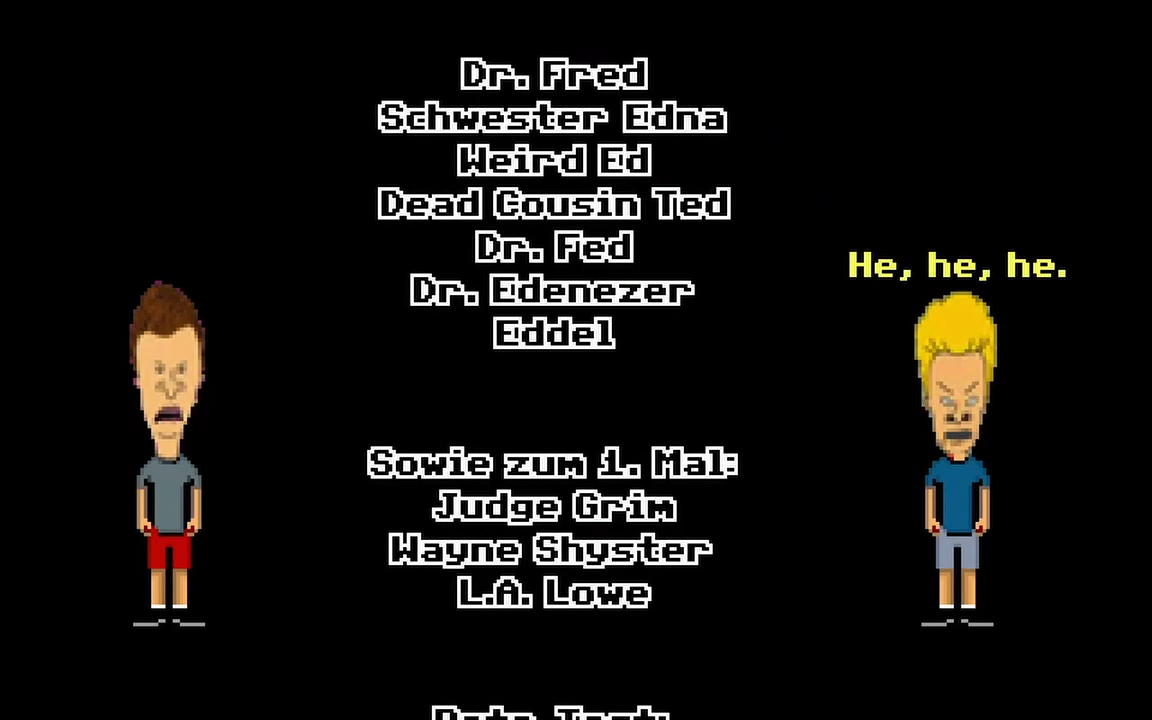 Dr. Fred
Schwester Edna
Weird Ed
Dead Cousin Ted
Dr. Fed
Dr. Edenezer
Eddel
He, he, he.
Sowie zum 1. Mal:
Judge Grim
Wayne Shyster
L.A. Lowe